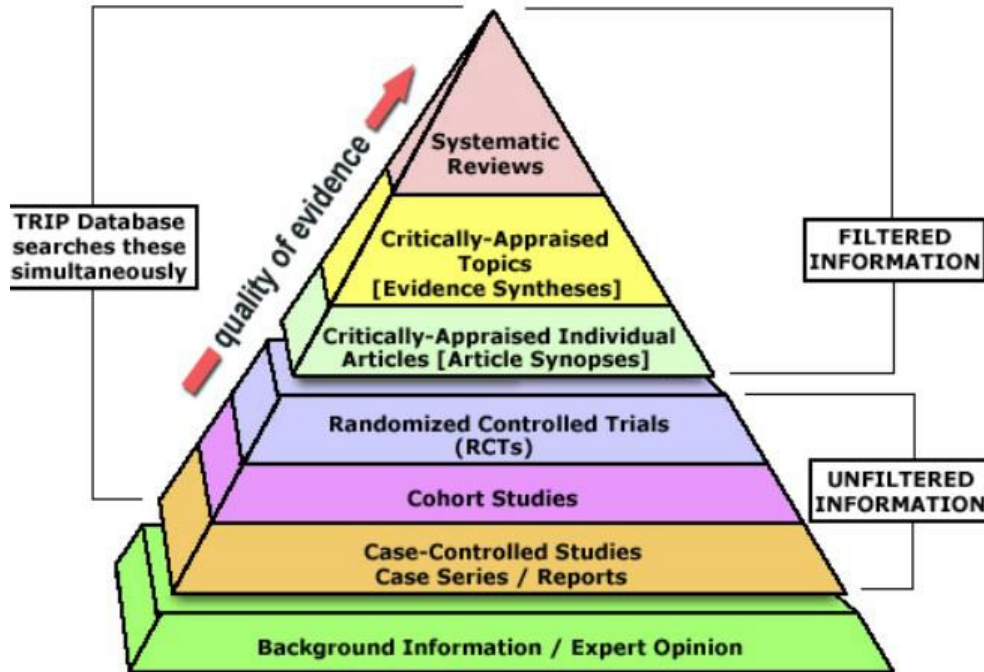 Systematic
Reviews
quality of evidence
TRIP Database
searches these
simultaneously
FILTERED
INFORMATION
Critically-Appraised
Topics
[Evidence Syntheses]
Critically-Appraised Individual
Articles [Article Synopses]
Randomized Controlled Trials
(RCTs)
UNFILTERED
INFORMATION
Cohort Studies
Case-Controlled Studies
Case Series / Reports
Background Information / Expert Opinion